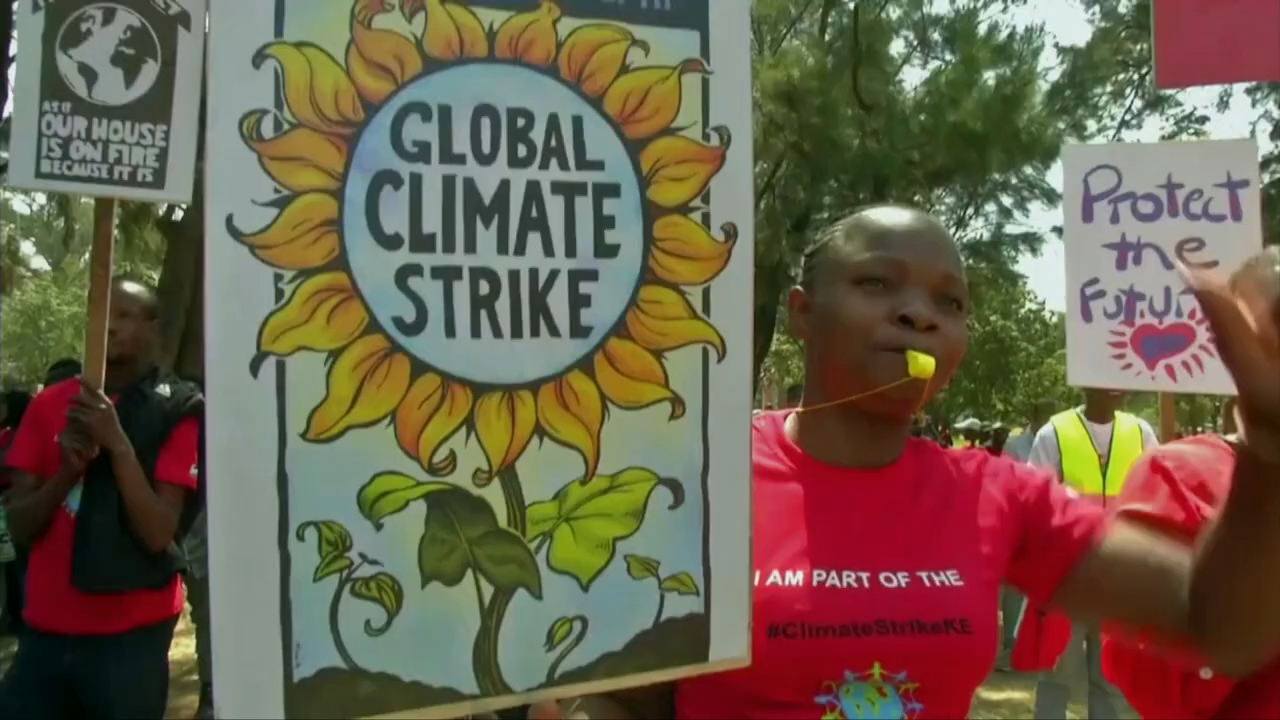 AS IF
OUR HOUSE
IS ON FIRE
BECAUSE IT IS
GLOBAL
CLIMATE
STRIKE
Protect
the
Future
I AM PART OF THE
#ClimateStrikeKE